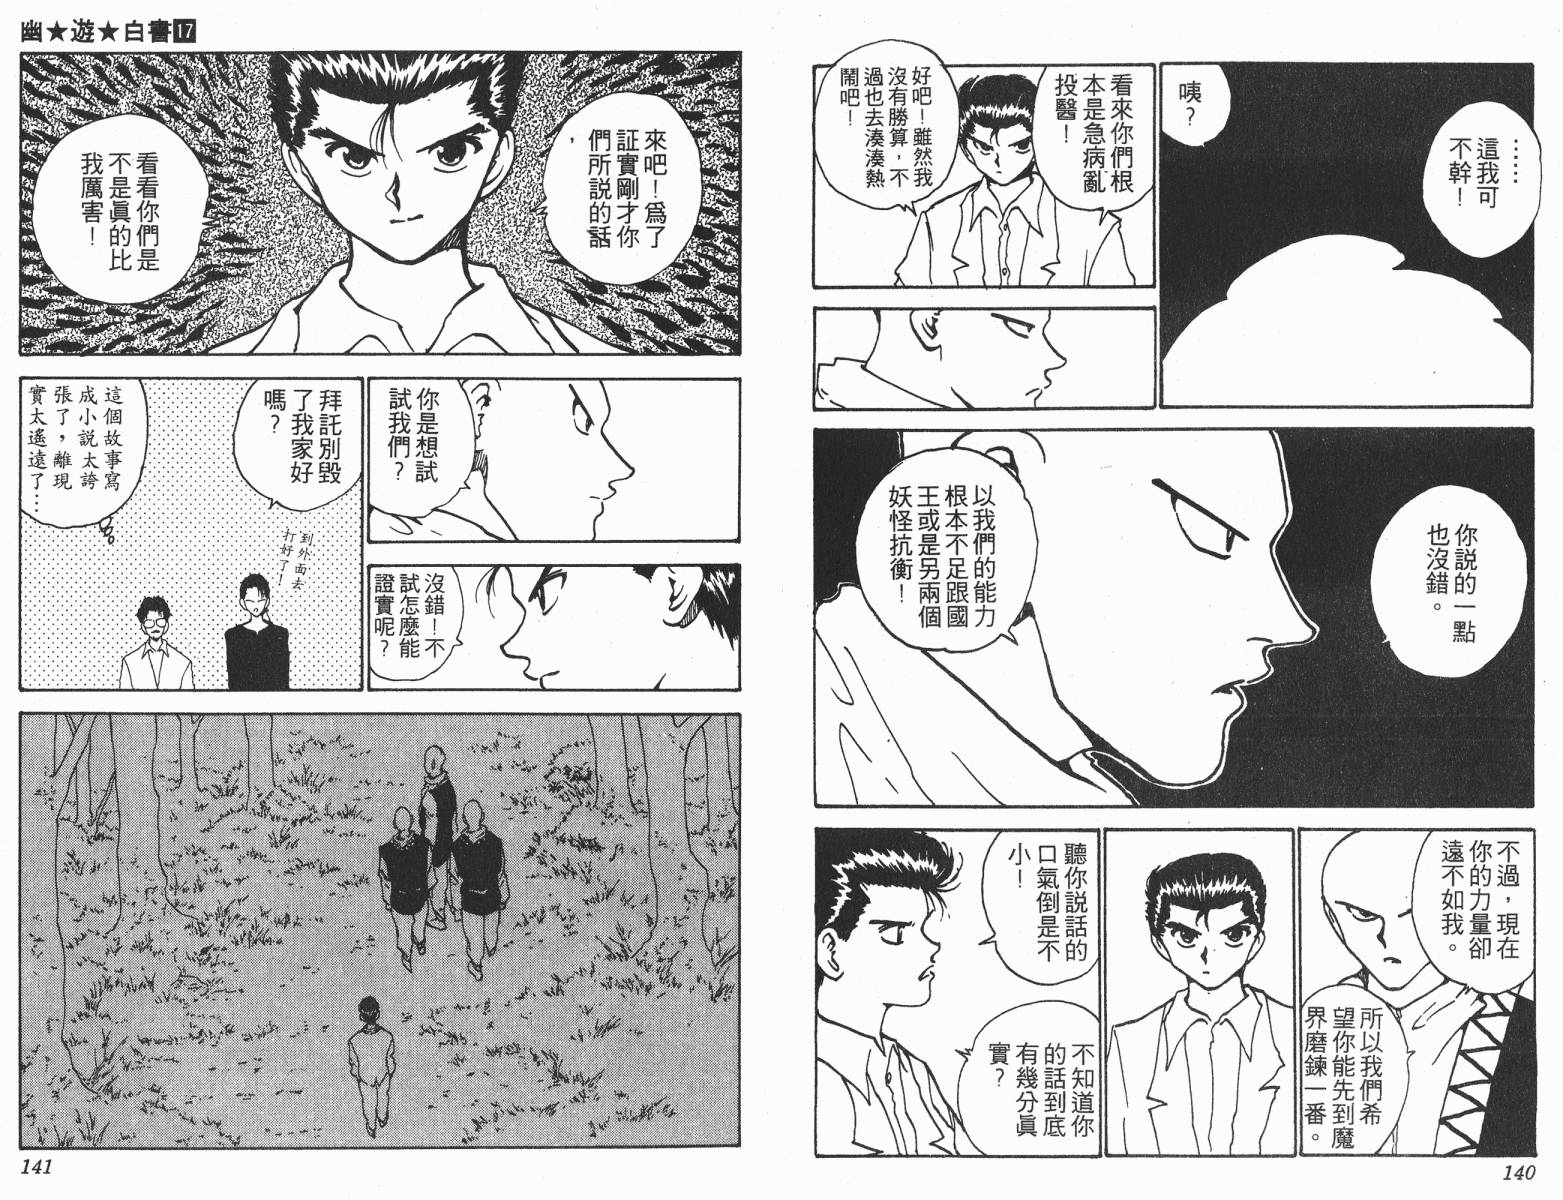 ……
這我可
不幹！
咦？
看來你們根
本是急病亂
投醫！
好吧！雖然我
沒有勝算，不
過也去湊湊熱
鬧吧！
你說的一點
也沒錯。
以我們的能力
根本不足跟國
王或是另兩個
妖怪抗衡！
不過，現在
你的力量卻
遠不如我。
所以我們希
望你能先到魔
界磨鍊一番。
聽你說話的
口氣倒是不
小！
不知道你
的話到底
有幾分眞
實？
140
幽★遊★白書17
來吧！爲了
証實剛才你
們所說的話
，
看看你們是
不是眞的比
我厲害！
你是想試
試我們？
沒錯！不
試怎麼能
證實呢？
拜託別毀
了我家好
嗎？
到外面去
打好了！
這個故事寫
成小説太誇
張了，離現
實太遙遠了…
141